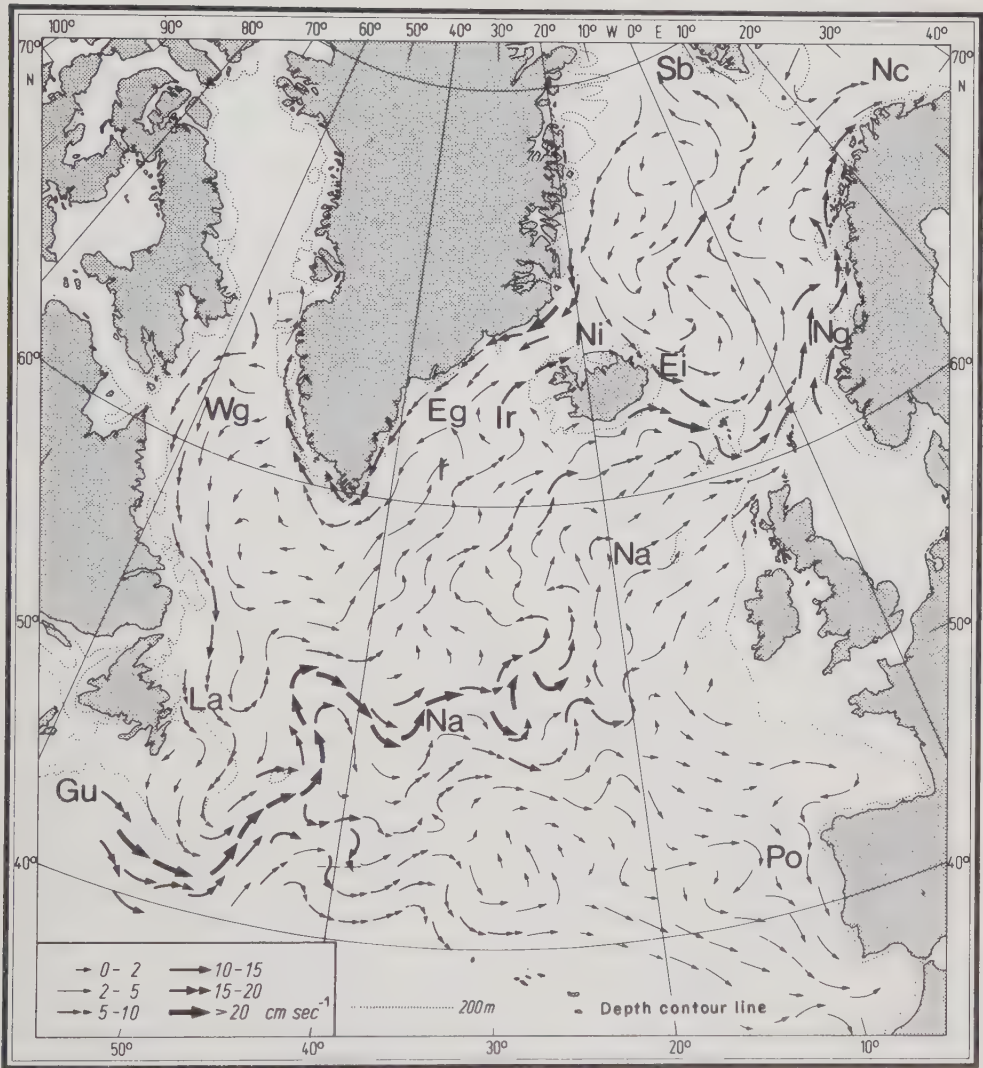 100° 90° 80° 70° 60° 50° 40° 30° 20° 10° W 0° E 10° 20° 30° 40°
70° 70°
N N
Sb Nc
Ni Ng
Ei
60° 60°
Wg Eg Ir
I
Na
50° 50°
La Na
Gu
40° Po 40°
0 - 2 10 - 15
2 - 5 15 - 20
5 - 10 > 20 cm sec⁻¹
200m Depth contour line
50° 40° 30° 20° 10°